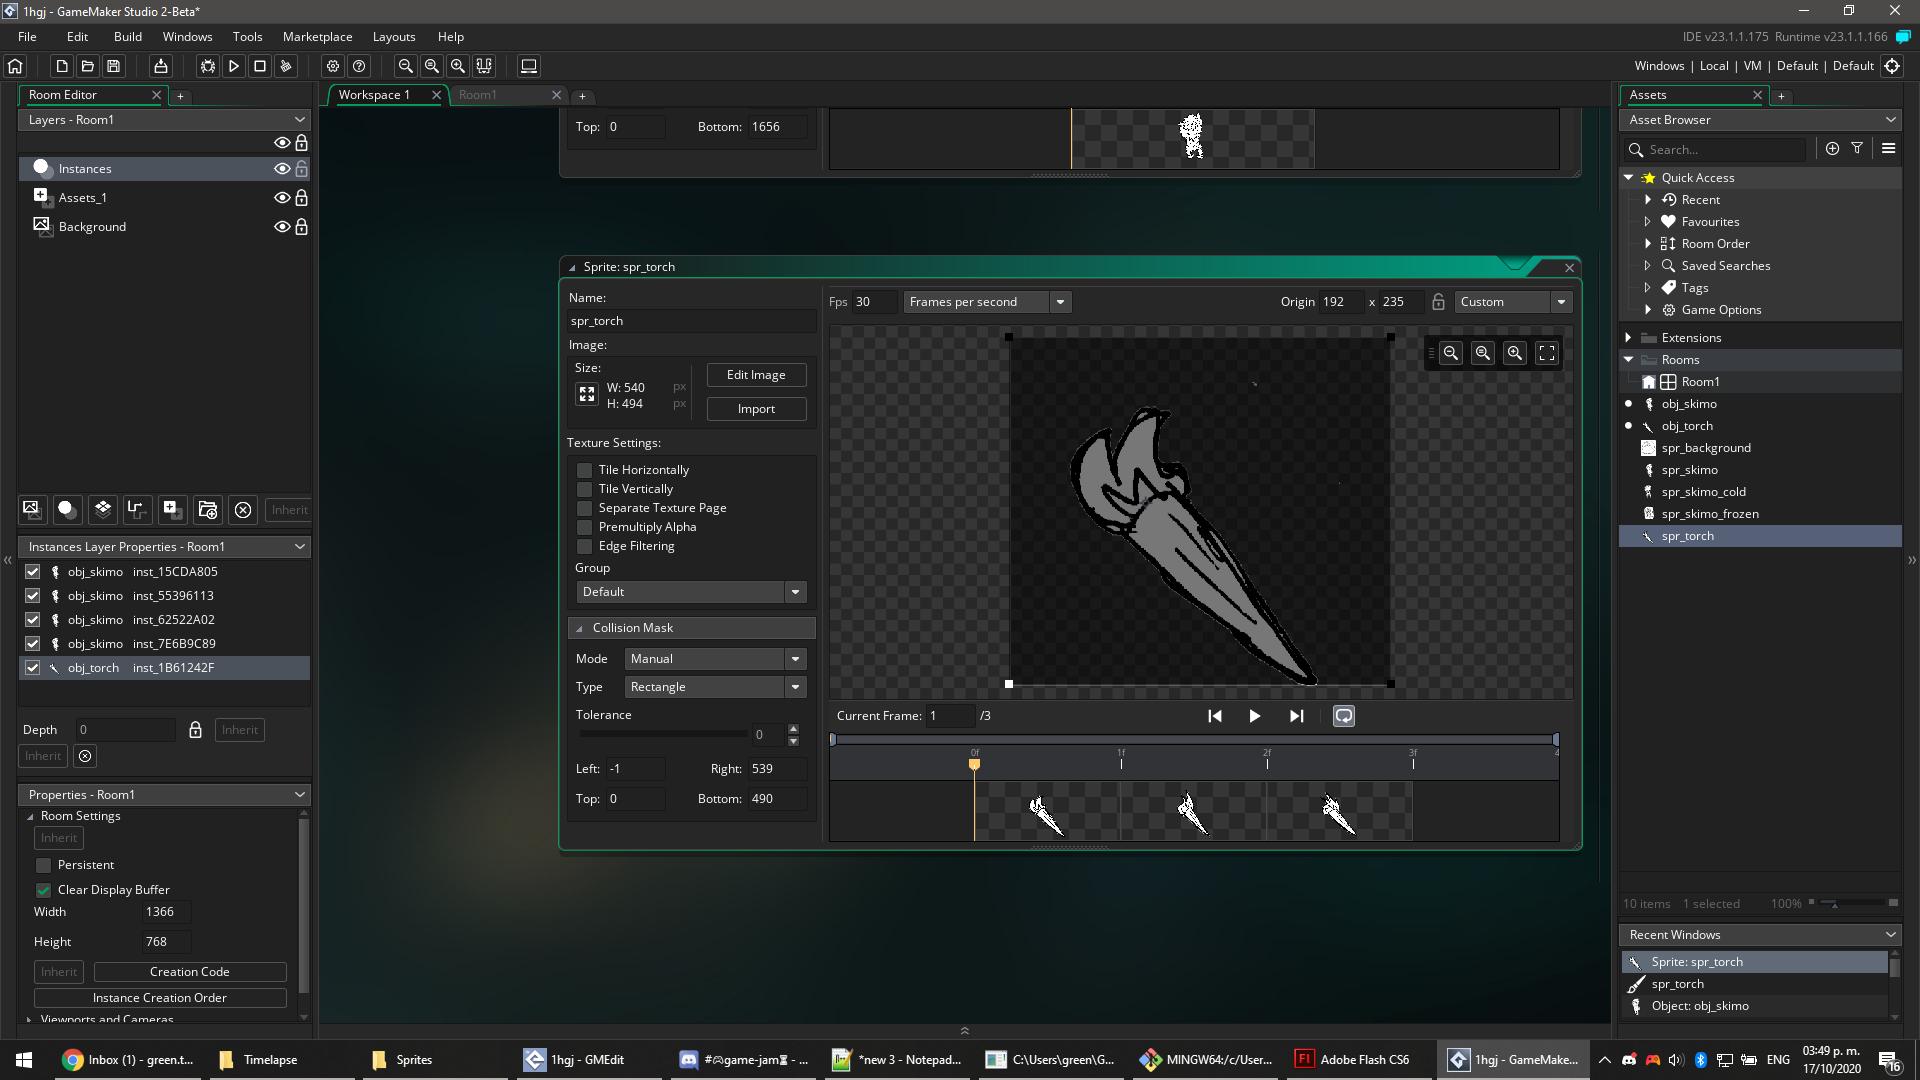 1hgj - GameMaker Studio 2-Beta*
File Edit Build Windows Tools Marketplace Layouts Help
IDE v23.1.1.175 Runtime v23.1.1.166
Windows | Local | VM | Default | Default
Room Editor
Layers - Room1
Instances
Assets_1
Background
Inherit
Instances Layer Properties - Room1
obj_skimo inst_15CDA805
obj_skimo inst_55396113
obj_skimo inst_62522A02
obj_skimo inst_7E6B9C89
obj_torch inst_1B61242F
Depth 0 Inherit
Inherit
Properties - Room1
Room Settings
Inherit
Persistent
Clear Display Buffer
Width 1366
Height 768
Inherit Creation Code
Instance Creation Order
Viewports and Cameras
Workspace 1 Room1
Top: 0 Bottom: 1656
Sprite: spr_torch
Name:
spr_torch
Image:
Size:
W: 540 px
H: 494 px
Edit Image
Import
Texture Settings:
Tile Horizontally
Tile Vertically
Separate Texture Page
Premultiply Alpha
Edge Filtering
Group
Default
Collision Mask
Mode Manual
Type Rectangle
Tolerance
0
Left: -1 Right: 539
Top: 0 Bottom: 490
Fps 30 Frames per second
Origin 192 x 235 Custom
Current Frame: 1 /3
0f 1f 2f 3f 4
Assets
Asset Browser
Search...
Quick Access
Recent
Favourites
Room Order
Saved Searches
Tags
Game Options
Extensions
Rooms
Room1
obj_skimo
obj_torch
spr_background
spr_skimo
spr_skimo_cold
spr_skimo_frozen
spr_torch
10 items 1 selected 100%
Recent Windows
Sprite: spr_torch
spr_torch
Object: obj_skimo
Inbox (1) - green.t...
Timelapse
Sprites
1hgj - GMEdit
#🎮game-jam⏳ - ...
*new 3 - Notepad...
C:\Users\green\G...
MINGW64:/c/User...
Adobe Flash CS6
1hgj - GameMake...
ENG
03:49 p. m.
17/10/2020
16